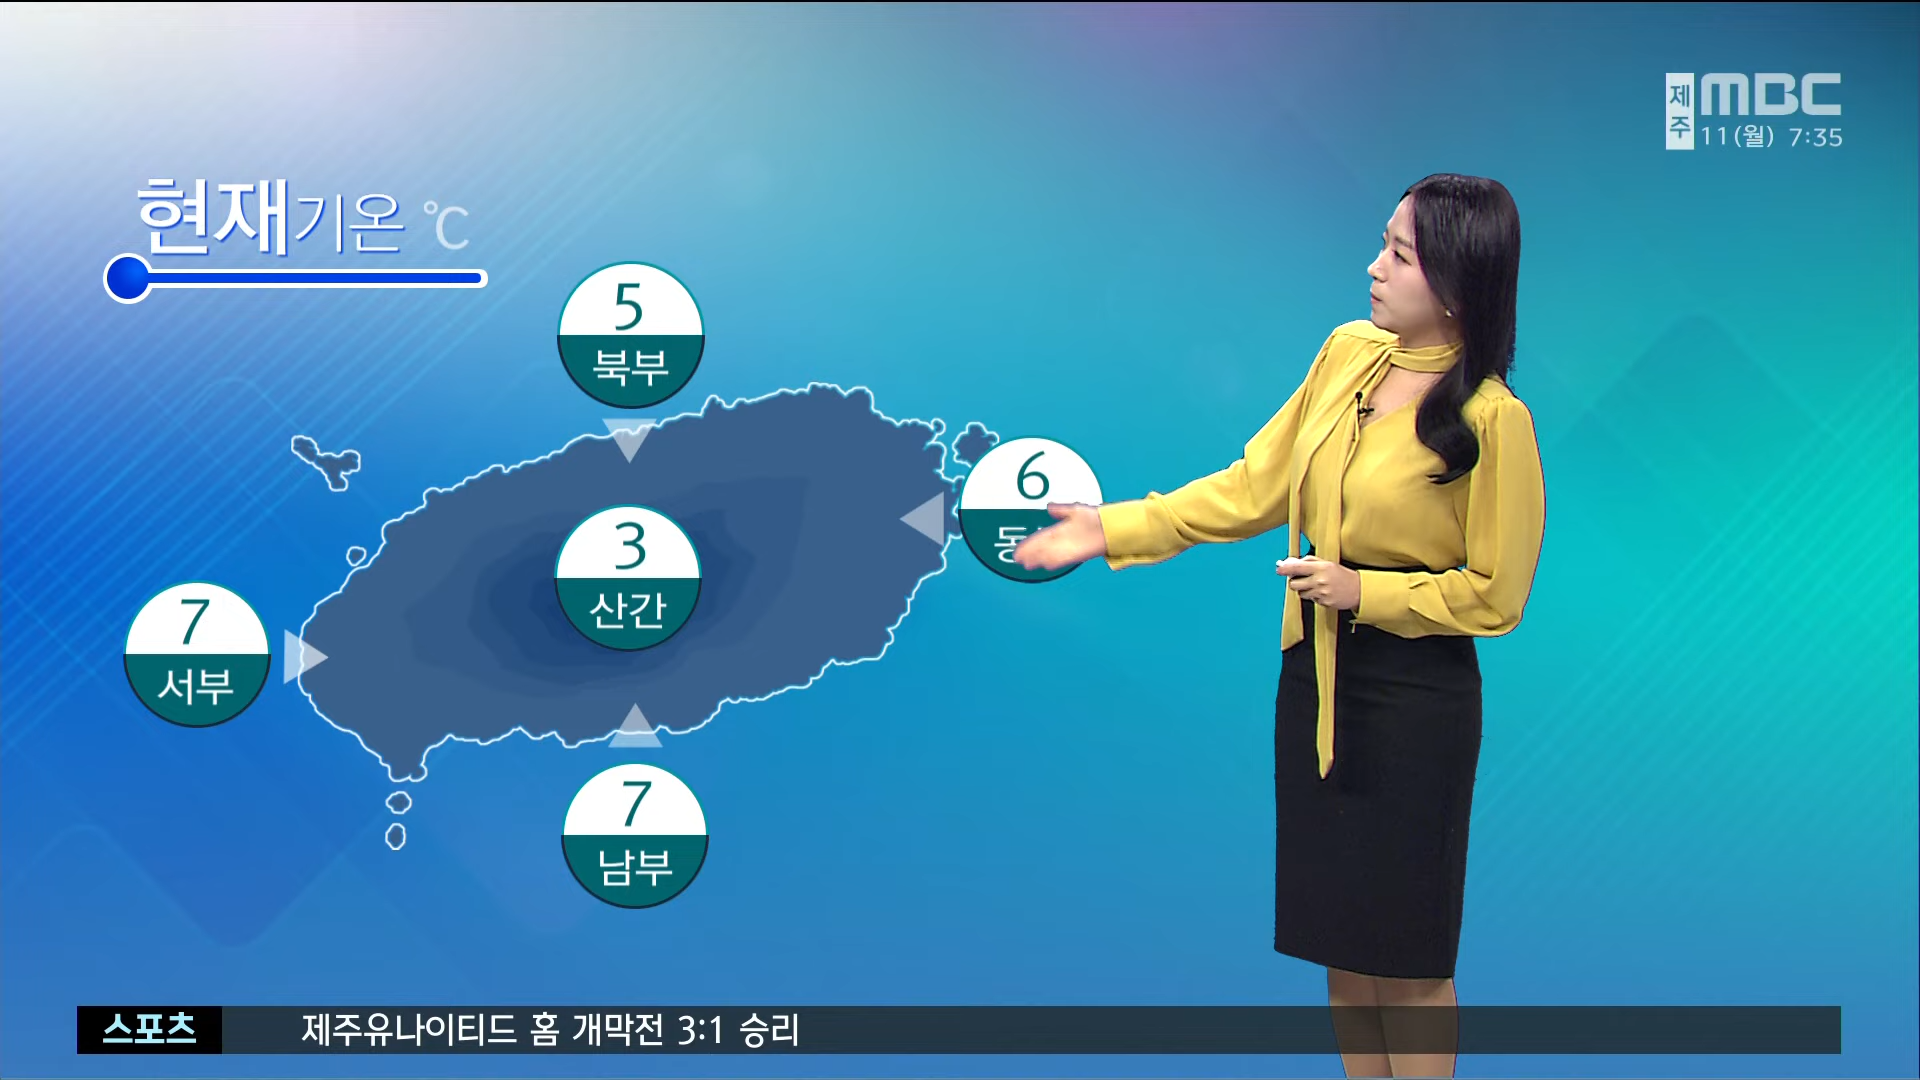 제주 MBC
11(월) 7:35
현재기온 ℃
5
북부
6
3
산간
7
서부
7
남부
스포츠 제주유나이티드 홈 개막전 3:1 승리